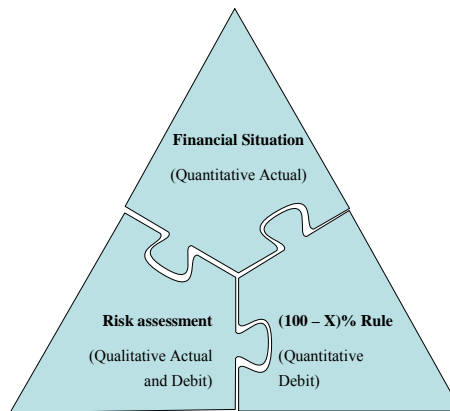 Financial Situation
(Quantitative Actual)
Risk assessment
(Qualitative Actual
and Debit)
(100 – X)% Rule
(Quantitative
Debit)